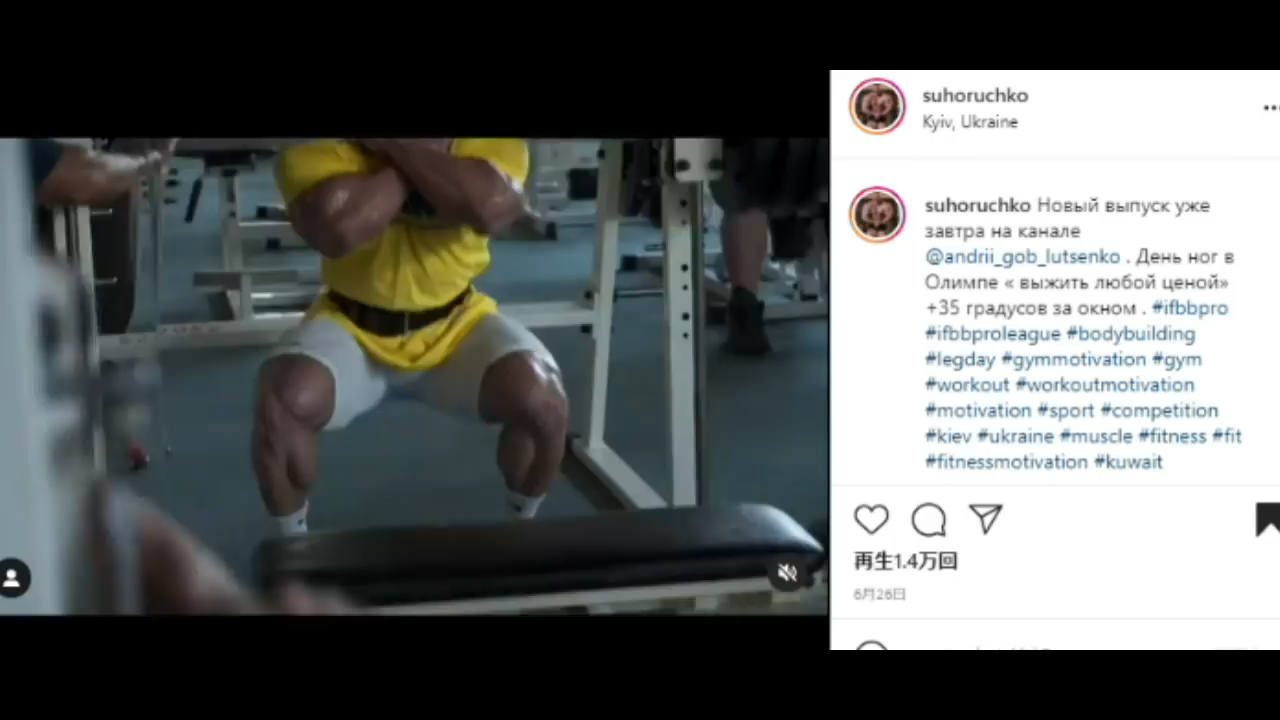 suhoruchko
Kyiv, Ukraine
suhoruchko Новый выпуск уже
завтра на канале
@andrii_gob_lutsenko . День ног в
Олимпе « выжить любой ценой»
+35 градусов за окном . #ifbbpro
#ifbbproleague #bodybuilding
#legday #gymmotivation #gym
#workout #workoutmotivation
#motivation #sport #competition
#kiev #ukraine #muscle #fitness #fit
#fitnessmotivation #kuwait
再生1.4万回
6月26日